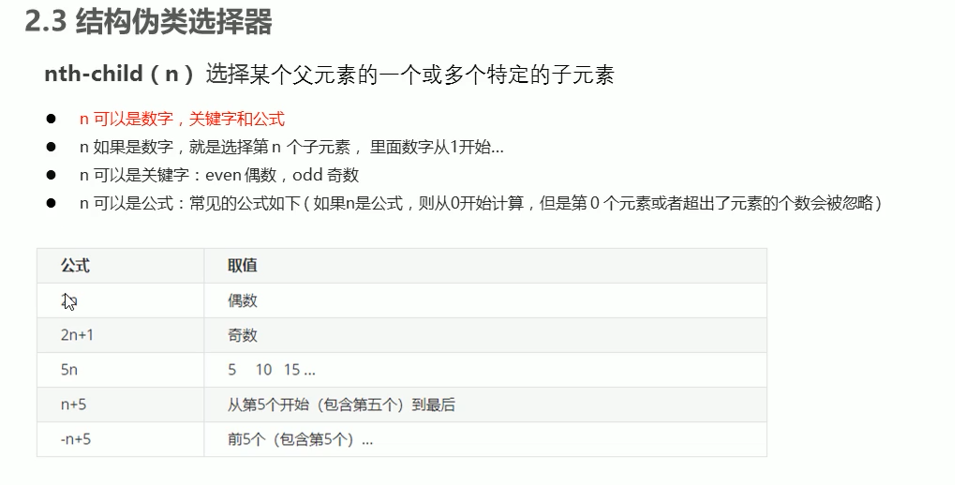 2.3 结构伪类选择器
nth-child（n） 选择某个父元素的一个或多个特定的子元素
● n 可以是数字，关键字和公式
● n 如果是数字，就是选择第 n 个子元素， 里面数字从1开始...
● n 可以是关键字：even 偶数，odd 奇数
● n 可以是公式：常见的公式如下 ( 如果n是公式，则从0开始计算，但是第 0 个元素或者超出了元素的个数会被忽略 )
公式 取值
偶数
2n+1 奇数
5n 5 10 15 ...
n+5 从第5个开始（包含第五个）到最后
-n+5 前5个（包含第5个）...